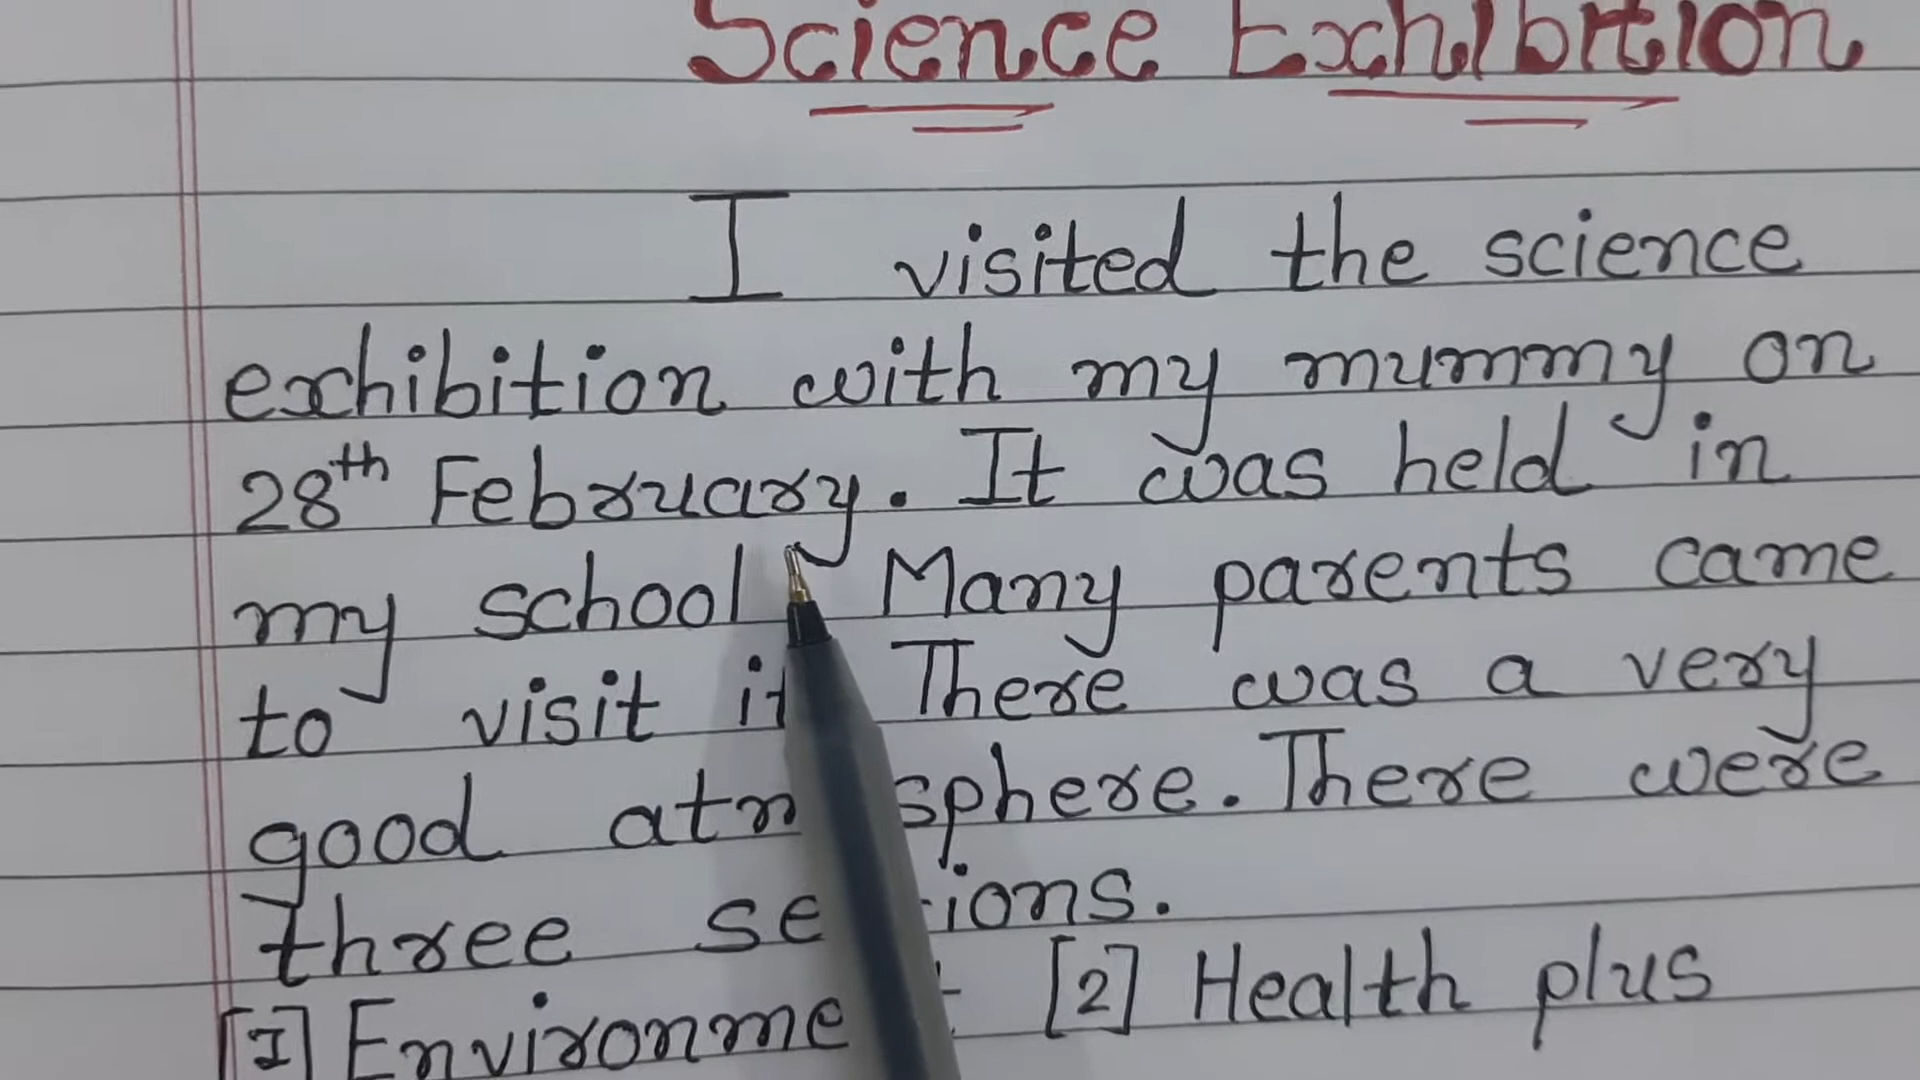 Science Exhibition
I visited the science
exhibition with my mummy on
28th February. It was held in
my school Many parents came
to visit it There was a very
good atmosphere. There were
three sections.
[1] Environment [2] Health plus